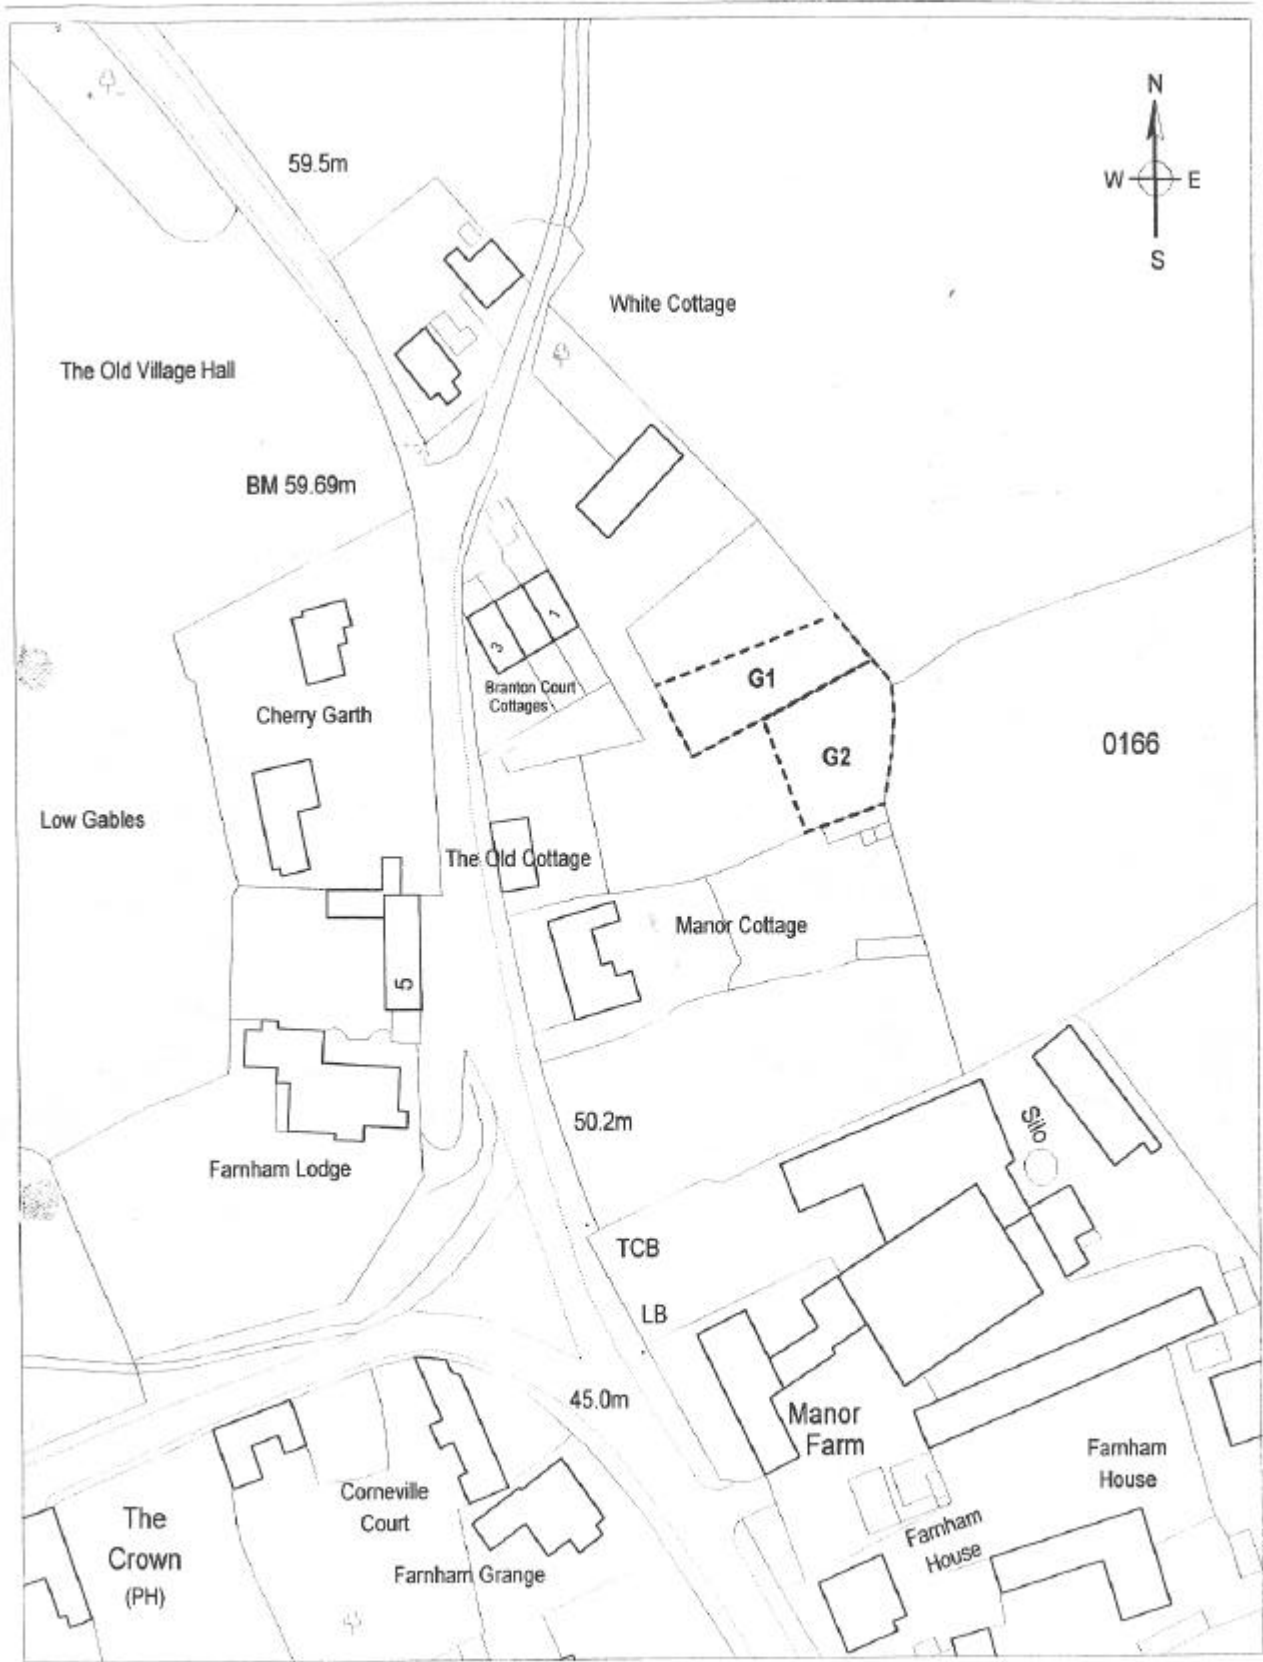 N
59.5m
W
E
S
White Cottage
The Old Village Hall
BM 59.69m
1
3
G1
Branton Court
Cottages
Cherry Garth
0166
G2
Low Gables
The Old Cottage
Manor Cottage
5
50.2m
Silo
Farnham Lodge
TCB
LB
45.0m
Manor
Farm
Farnham
House
Corneville
Court
The
Crown
(PH)
Farnham
House
Farnham Grange